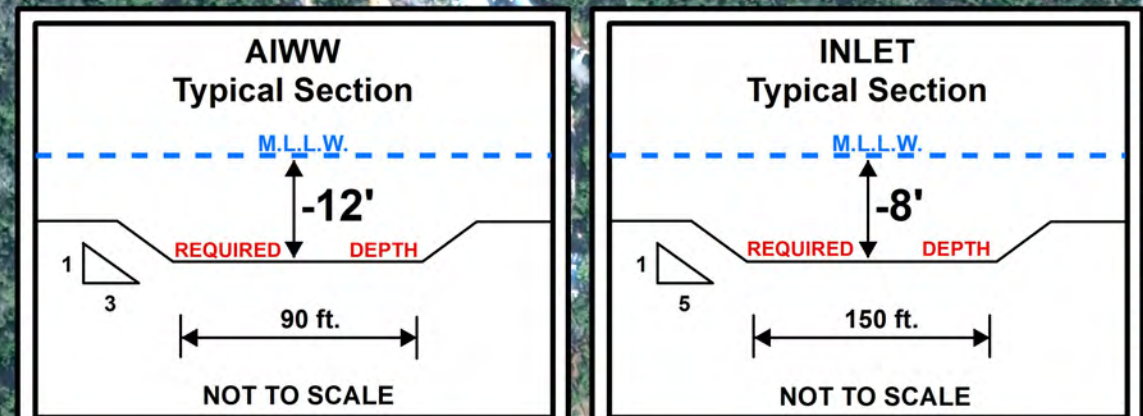 AIWW
Typical Section
M.L.L.W.
-12'
REQUIRED DEPTH
1
3
90 ft.
NOT TO SCALE
INLET
Typical Section
M.L.L.W.
-8'
REQUIRED DEPTH
1
5
150 ft.
NOT TO SCALE